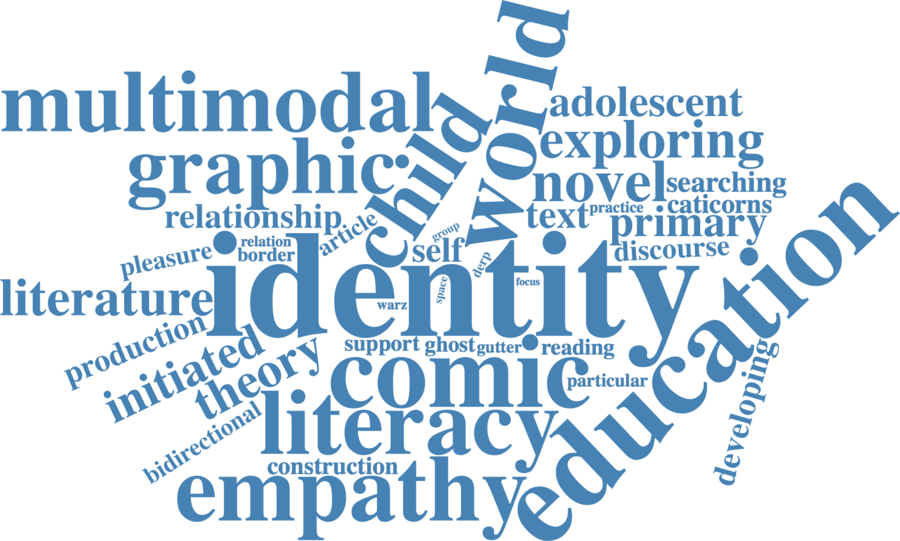 world
multimodal
child
adolescent
exploring
graphic
novel
searching
caticorns
relationship
text
practice
primary
article
group
discourse
relation
border
self
pleasure
derp
education
identity
literature
space
focus
warz
production
initiated
theory
support
ghost
gutter
reading
comic
particular
developing
bidirectional
literacy
construction
empathy